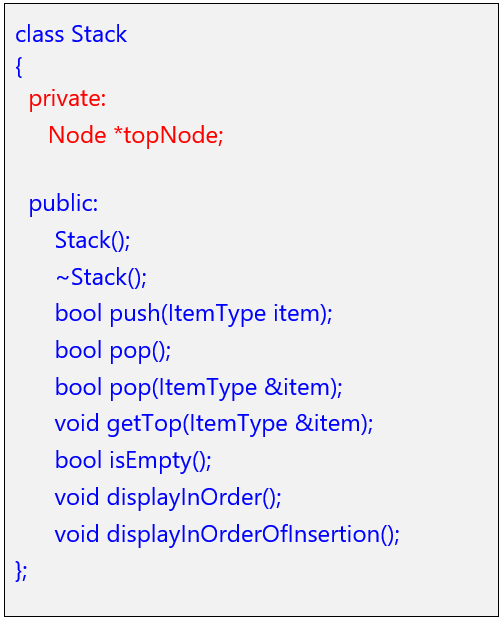 class Stack
{
private:
Node *topNode;
public:
Stack();
~Stack();
bool push(ItemType item);
bool pop();
bool pop(ItemType &item);
void getTop(ItemType &item);
bool isEmpty();
void displayInOrder();
void displayInOrderOfInsertion();
};